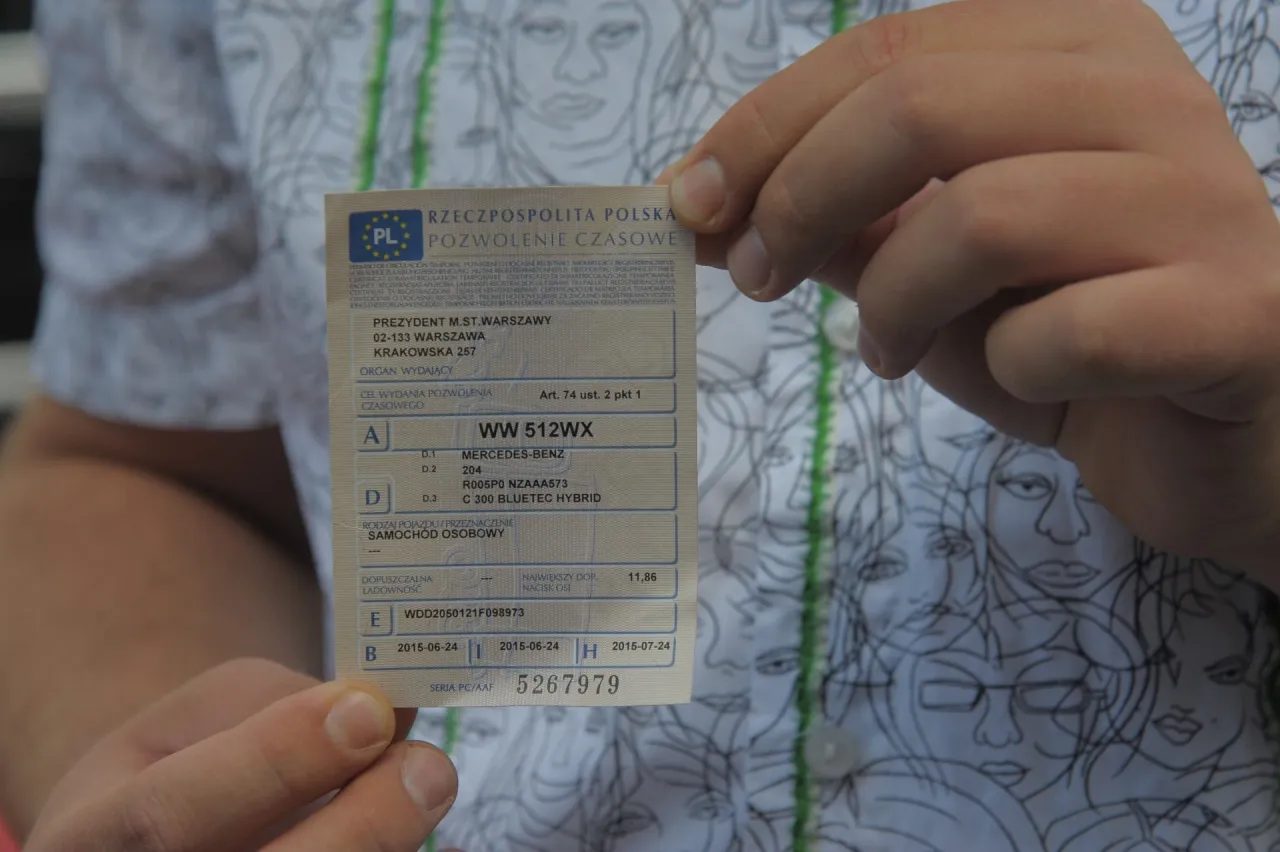 PL
RZECZPOSPOLITA POLSKA
POZWOLENIE CZASOWE
PREZYDENT M.ST.WARSZAWY
02-133 WARSZAWA
KRAKOWSKA 257
ORGAN WYDAJĄCY
CEL WYDANIA POZWOLENIA CZASOWEGO Art. 74 ust. 2 pkt 1
A WW 512WX
D.1 MERCEDES-BENZ
D.2 204
R005P0 NZAAA573
D D.3 C 300 BLUETEC HYBRID
RODZAJ POJAZDU / PRZEZNACZENIE
SAMOCHÓD OSOBOWY
---
DOPUSZCZALNA ŁADOWNOŚĆ --- NAJWIĘKSZY DOP. NACISK OSI 11,86
E WDD2050121F098973
B 2015-06-24 I 2015-06-24 H 2015-07-24
SERIA PC/AAF 5267979